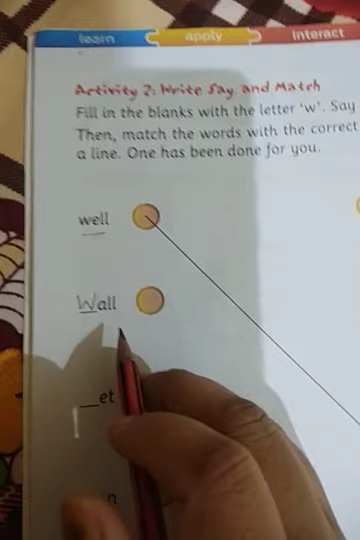 learn apply interact
Activity 2: Write Say and Match
Fill in the blanks with the letter 'w'. Say
Then, match the words with the correct
a line. One has been done for you.
well
Wall
__et
n